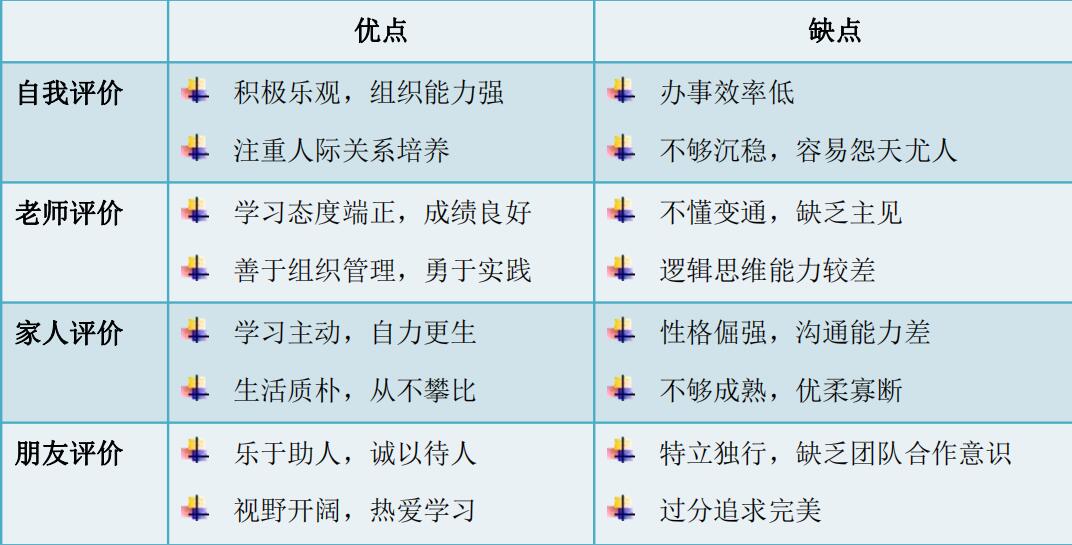 优点 缺点
自我评价 积极乐观，组织能力强 办事效率低
注重人际关系培养 不够沉稳，容易怨天尤人
老师评价 学习态度端正，成绩良好 不懂变通，缺乏主见
善于组织管理，勇于实践 逻辑思维能力较差
家人评价 学习主动，自力更生 性格倔强，沟通能力差
生活质朴，从不攀比 不够成熟，优柔寡断
朋友评价 乐于助人，诚以待人 特立独行，缺乏团队合作意识
视野开阔，热爱学习 过分追求完美